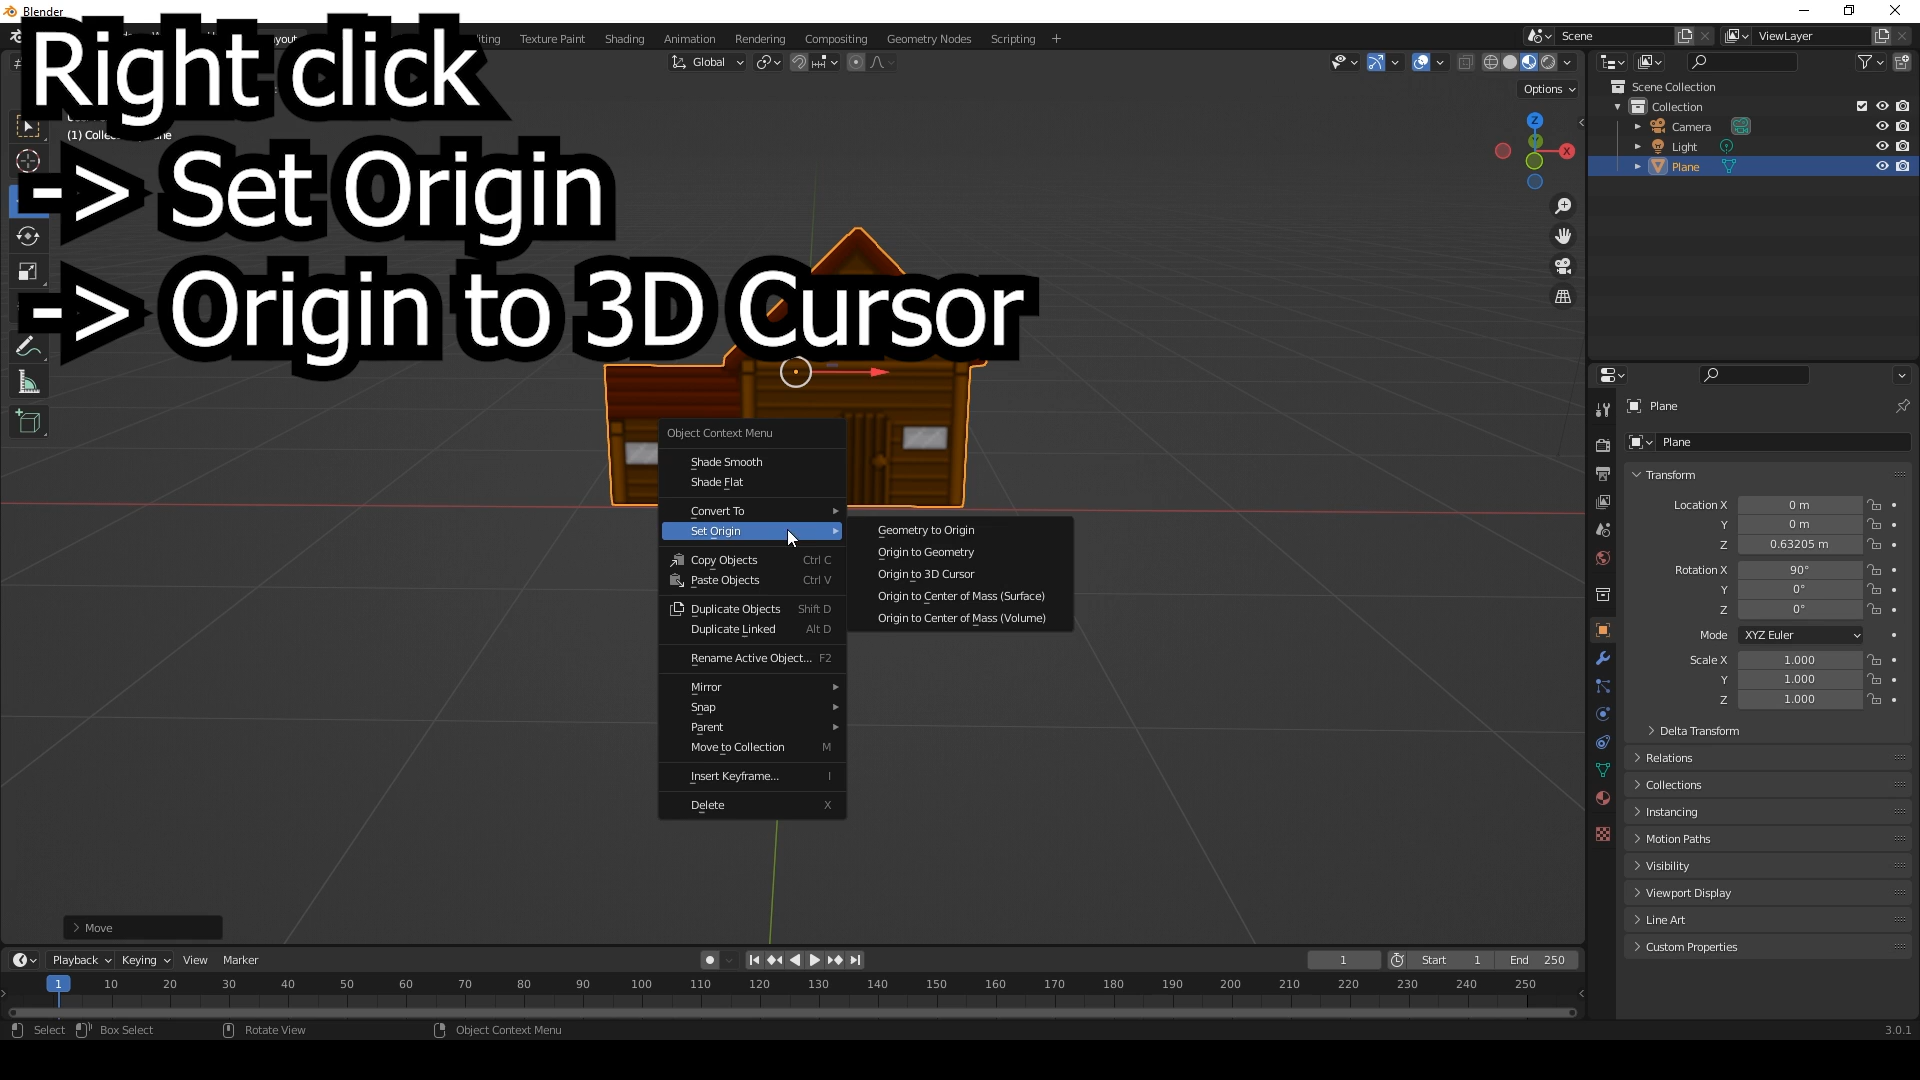 Blender
Right click
-> Set Origin
-> Origin to 3D Cursor
Texture Paint
Shading
Animation
Rendering
Compositing
Geometry Nodes
Scripting
+
Scene
ViewLayer
Global
Options
(1)
Z
X
Scene Collection
Collection
Camera
Light
Plane
Object Context Menu
Shade Smooth
Shade Flat
Convert To
Set Origin
Copy Objects Ctrl C
Paste Objects Ctrl V
Duplicate Objects Shift D
Duplicate Linked Alt D
Rename Active Object... F2
Mirror
Snap
Parent
Move to Collection M
Insert Keyframe... I
Delete X
Geometry to Origin
Origin to Geometry
Origin to 3D Cursor
Origin to Center of Mass (Surface)
Origin to Center of Mass (Volume)
Plane
Plane
Transform
Location X 0 m
Y 0 m
Z 0.63205 m
Rotation X 90°
Y 0°
Z 0°
Mode XYZ Euler
Scale X 1.000
Y 1.000
Z 1.000
Delta Transform
Relations
Collections
Instancing
Motion Paths
Visibility
Viewport Display
Line Art
Custom Properties
Move
Playback Keying View Marker
1 Start 1 End 250
1 10 20 30 40 50 60 70 80 90 100 110 120 130 140 150 160 170 180 190 200 210 220 230 240 250
Select Box Select Rotate View Object Context Menu 3.0.1